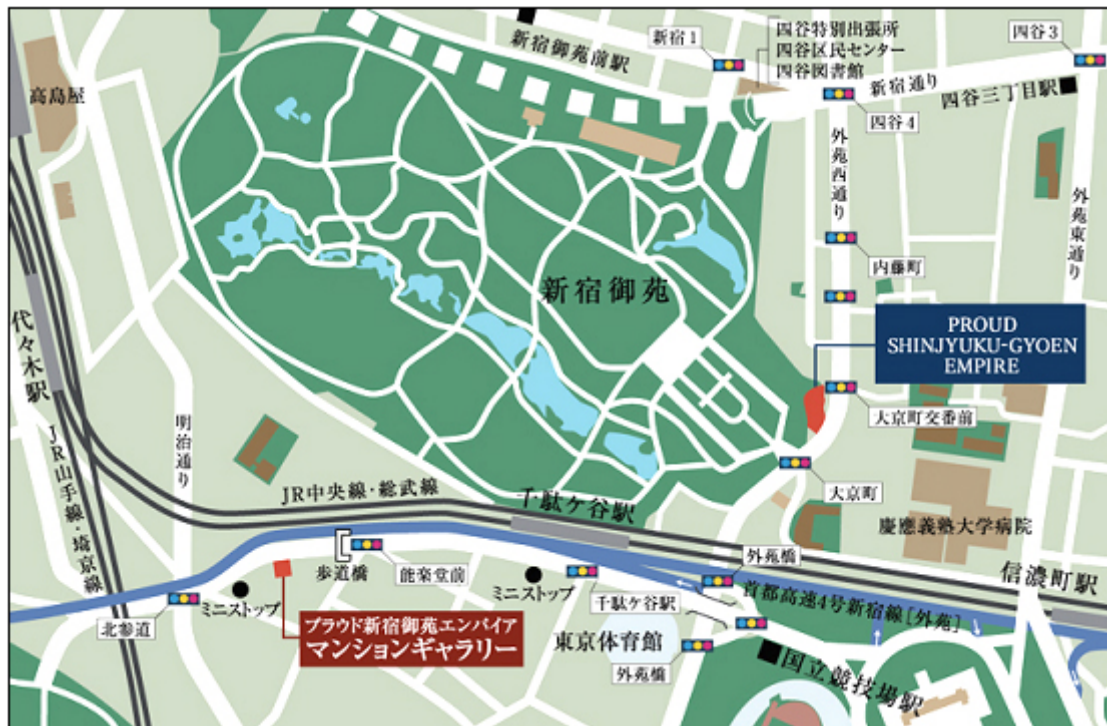 新宿御苑前駅
新宿1
四谷特別出張所
四谷区民センター
四谷図書館
四谷3
新宿通り
四谷三丁目駅
四谷4
高島屋
外苑西通り
外苑東通り
内藤町
新宿御苑
PROUD
SHINJYUKU-GYOEN
EMPIRE
大京町交番前
代々木駅
明治通り
JR山手線・埼京線
JR中央線・総武線
千駄ケ谷駅
大京町
慶應義塾大学病院
信濃町駅
外苑橋
首都高速4号新宿線[外苑]
歩道橋
能楽堂前
ミニストップ
ミニストップ
千駄ケ谷駅
北参道
プラウド新宿御苑エンパイア
マンションギャラリー
東京体育館
外苑橋
国立競技場駅